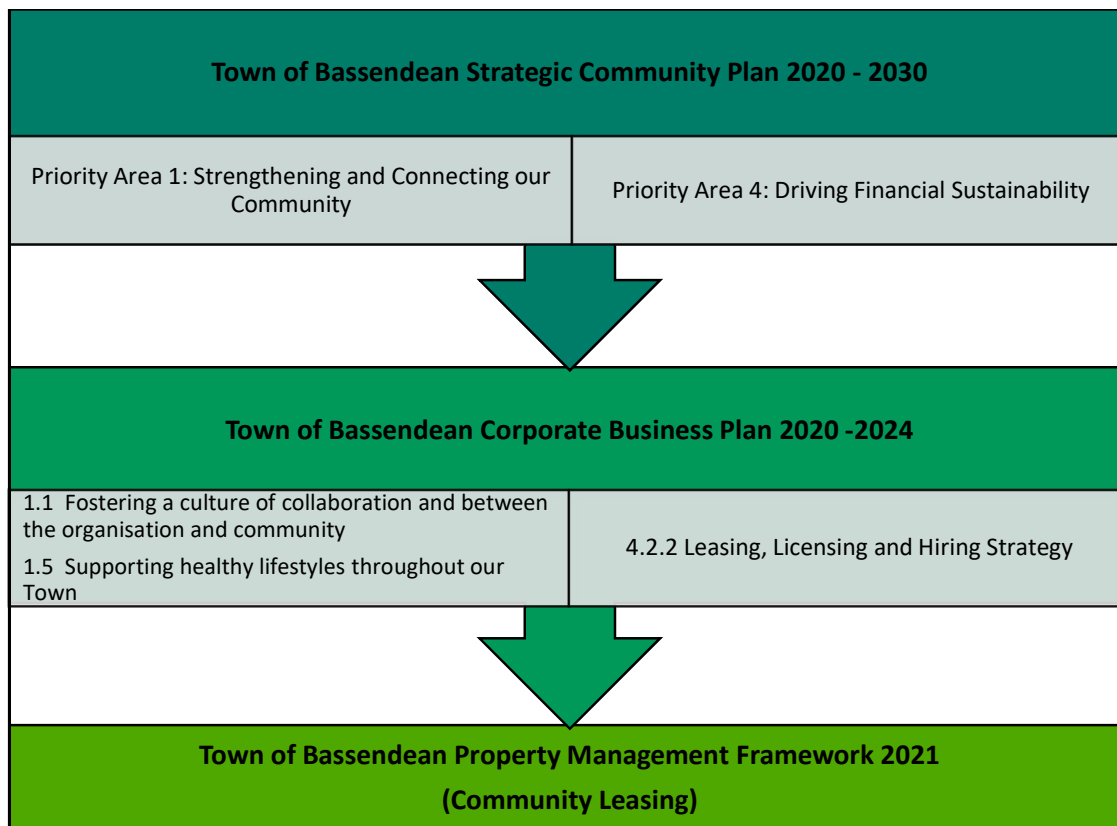 Town of Bassendean Strategic Community Plan 2020 - 2030
Priority Area 1: Strengthening and Connecting our
Community
Priority Area 4: Driving Financial Sustainability
Town of Bassendean Corporate Business Plan 2020 -2024
1.1 Fostering a culture of collaboration and between
the organisation and community
1.5 Supporting healthy lifestyles throughout our
Town
4.2.2 Leasing, Licensing and Hiring Strategy
Town of Bassendean Property Management Framework 2021
(Community Leasing)